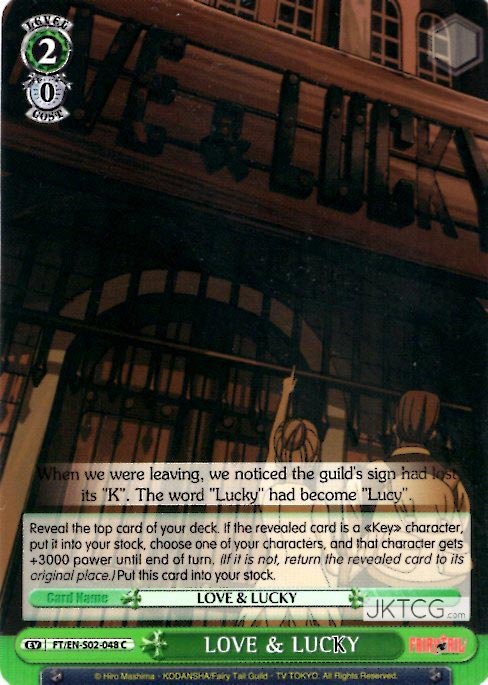 LEVEL
2
0
COST
VE & LUCKY
When we were leaving, we noticed the guild's sign had lost
its "K". The word "Lucky" had become "Lucy".
Reveal the top card of your deck. If the revealed card is a «Key» character,
put it into your stock, choose one of your characters, and that character gets
+3000 power until end of turn. (If it is not, return the revealed card to its
original place.) Put this card into your stock.
Card Name LOVE & LUCKY
JKTCG.com
EV FT/EN-S02-048 C LOVE & LUCKY FAIRY TAIL
© Hiro Mashima - KODANSHA/Fairy Tail Guild - TV TOKYO. All Rights Reserved.